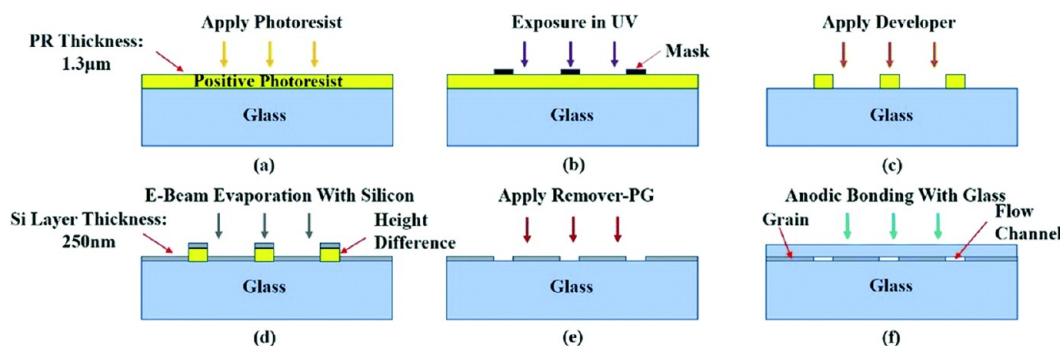 Apply Photoresist
PR Thickness:
1.3μm
Positive Photoresist
Glass
(a)
Exposure in UV
Mask
Glass
(b)
Apply Developer
Glass
(c)
E-Beam Evaporation With Silicon
Si Layer Thickness:
250nm
Height
Difference
Glass
(d)
Apply Remover-PG
Glass
(e)
Anodic Bonding With Glass
Grain
Flow
Channel
Glass
(f)